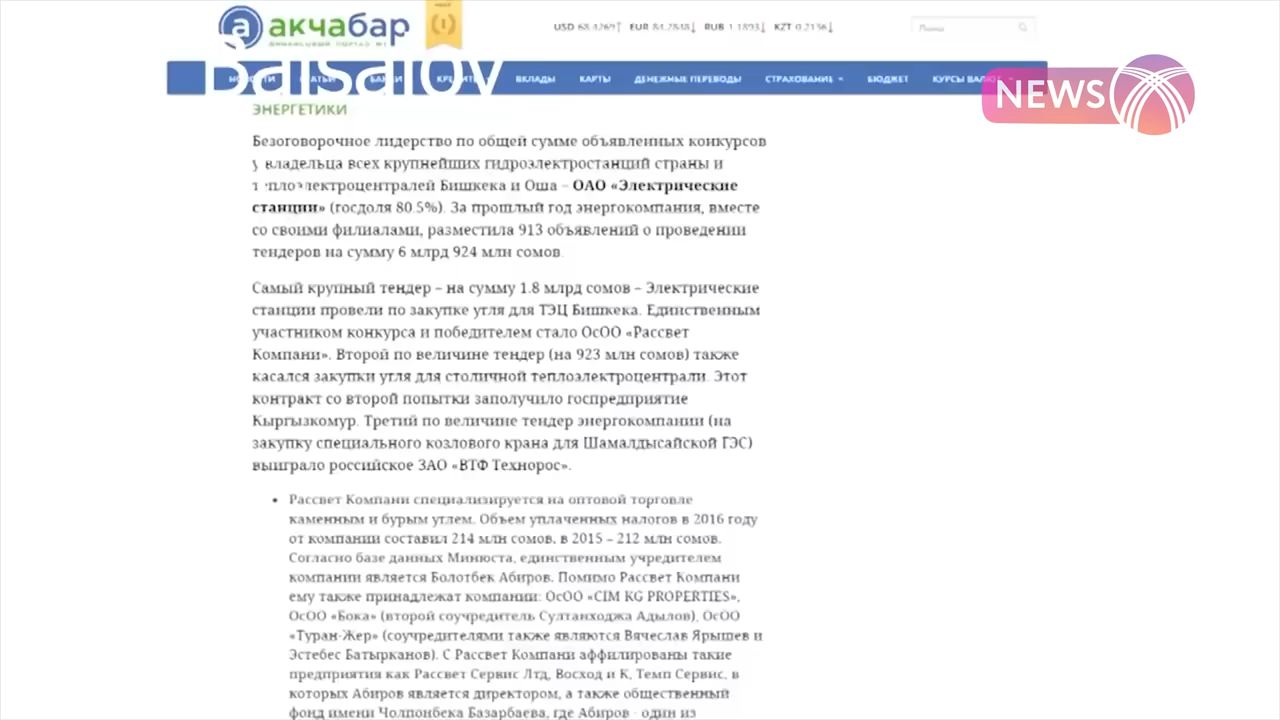 акчабар
USD 68.4269↑ EUR 84.2848↓ RUB 1.1893↓ KZT 0.2136↓
Поиск
Baisalov
НОВОСТИ СТАТЬИ БАНКИ КРЕДИТЫ ВКЛАДЫ КАРТЫ ДЕНЕЖНЫЕ ПЕРЕВОДЫ СТРАХОВАНИЕ БЮДЖЕТ КУРСЫ ВАЛЮТ
NEWS
ЭНЕРГЕТИКИ
Безоговорочное лидерство по общей сумме объявленных конкурсов
у владельца всех крупнейших гидроэлектростанций страны и
теплоэлектроцентралей Бишкека и Оша – ОАО «Электрические
станции» (госдоля 80.5%). За прошлый год энергокомпания, вместе
со своими филиалами, разместила 913 объявлений о проведении
тендеров на сумму 6 млрд 924 млн сомов.
Самый крупный тендер – на сумму 1.8 млрд сомов – Электрические
станции провели по закупке угля для ТЭЦ Бишкека. Единственным
участником конкурса и победителем стало ОсОО «Рассвет
Компани». Второй по величине тендер (на 923 млн сомов) также
касался закупки угля для столичной теплоэлектроцентрали. Этот
контракт со второй попытки заполучило госпредприятие
Кыргызкомур. Третий по величине тендер энергокомпании (на
закупку специального козлового крана для Шамалдысайской ГЭС)
выиграло российское ЗАО «ВТФ Технорос».
• Рассвет Компани специализируется на оптовой торговле
каменным и бурым углем. Объем уплаченных налогов в 2016 году
от компании составил 214 млн сомов, в 2015 – 212 млн сомов.
Согласно базе данных Минюста, единственным учредителем
компании является Болотбек Абиров. Помимо Рассвет Компани
ему также принадлежат компании: ОсОО «CIM KG PROPERTIES»,
ОсОО «Бока» (второй соучредитель Султанходжа Адылов), ОсОО
«Туран-Жер» (соучредителями также являются Вячеслав Ярышев и
Эстебес Батырканов). С Рассвет Компани аффилированы такие
предприятия как Рассвет Сервис Лтд, Восход и К, Темп Сервис, в
которых Абиров является директором, а также общественный
фонд имени Чолпонбека Базарбаева, где Абиров - один из